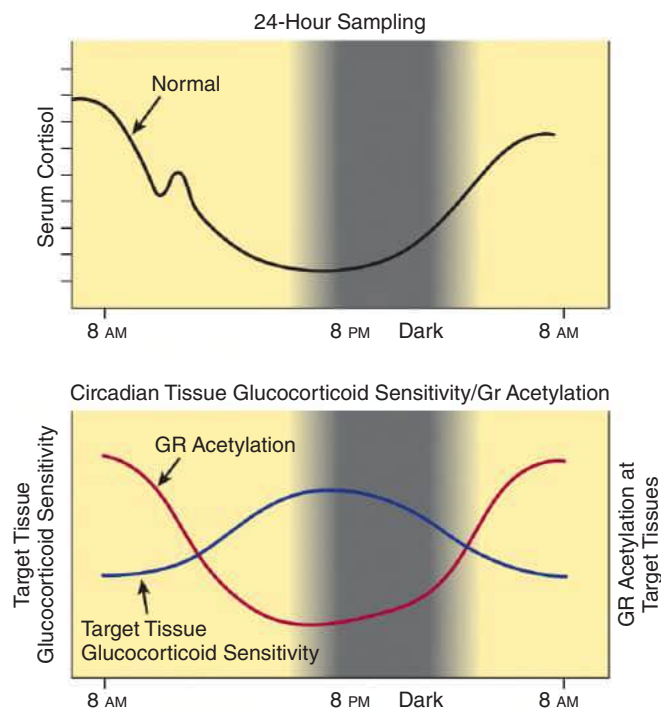 24-Hour Sampling
Normal
Serum Cortisol
8 AM
8 PM
Dark
8 AM
Circadian Tissue Glucocorticoid Sensitivity/Gr Acetylation
GR Acetylation
Target Tissue
Glucocorticoid Sensitivity
Target Tissue
Glucocorticoid Sensitivity
GR Acetylation at
Target Tissues
8 AM
8 PM
Dark
8 AM